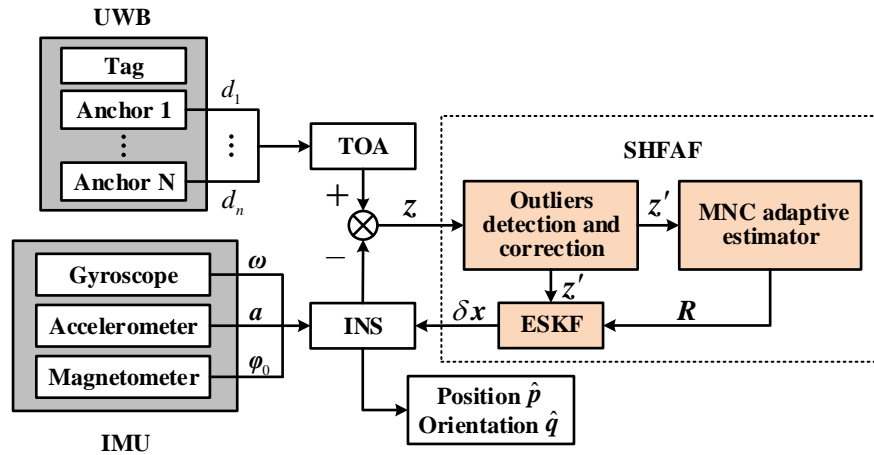 UWB
Tag
Anchor 1
⋮
Anchor N
d₁
⋮
dₙ
TOA
+
−
z
SHFAF
Outliers
detection and
correction
z′
MNC adaptive
estimator
z′
ESKF
R
δx
INS
Gyroscope
ω
Accelerometer
a
Magnetometer
φ₀
IMU
Position p̂
Orientation q̂